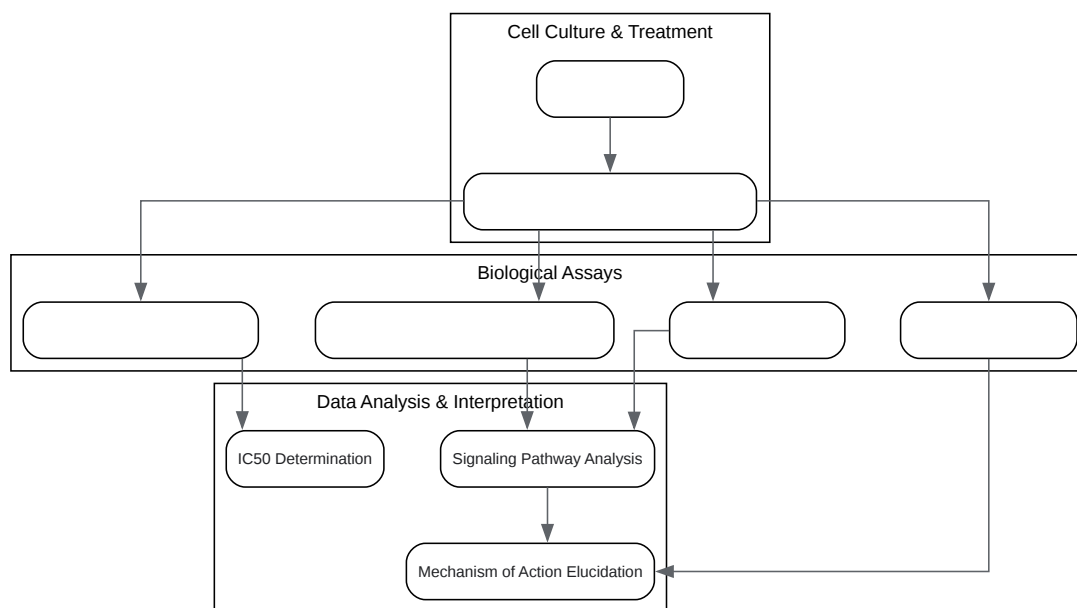 Cell Culture & Treatment
Biological Assays
Data Analysis & Interpretation
IC50 Determination
Signaling Pathway Analysis
Mechanism of Action Elucidation